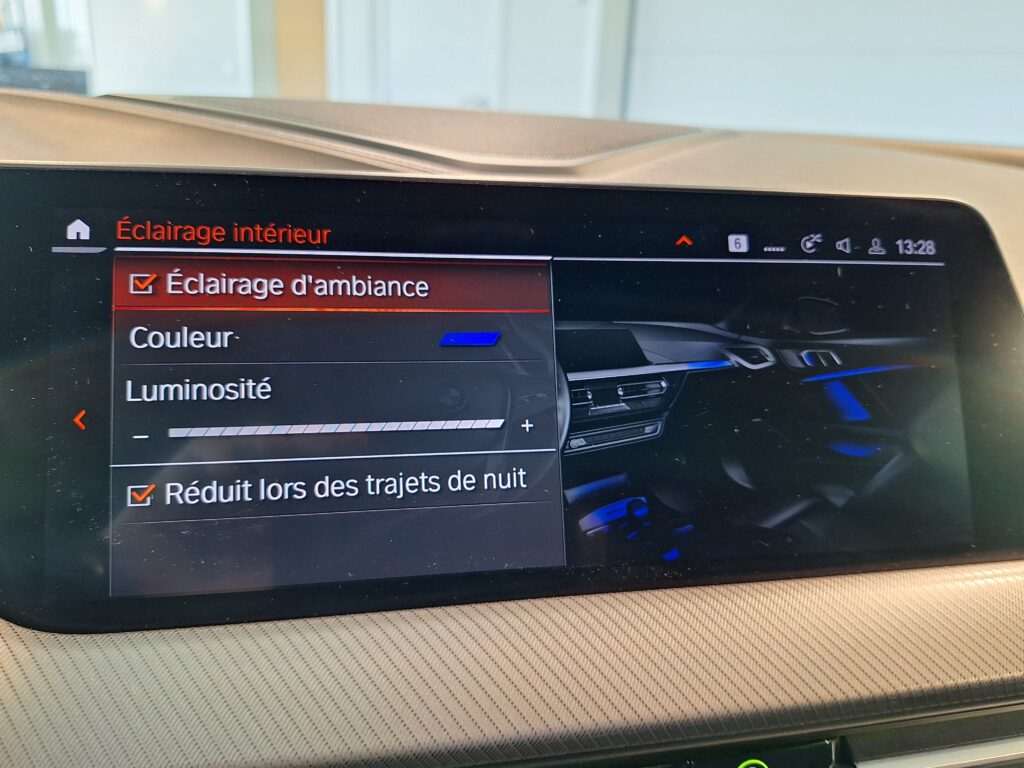 Éclairage intérieur
6
13:28
Éclairage d'ambiance
Couleur
Luminosité
− +
Réduit lors des trajets de nuit